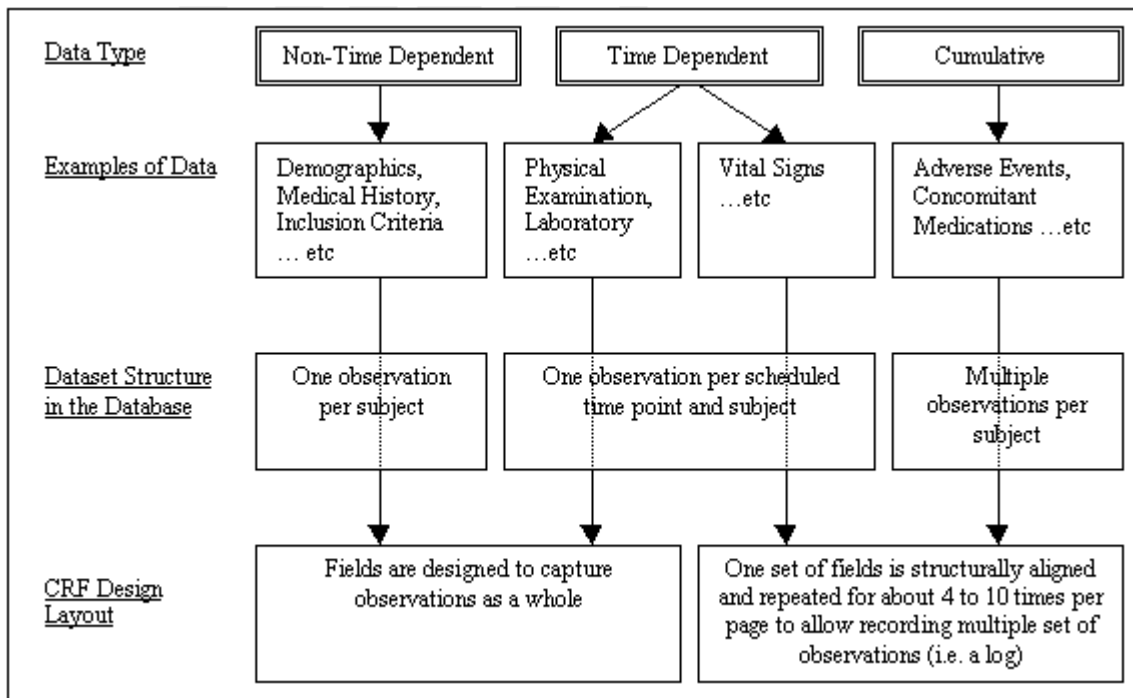 Data Type
Non-Time Dependent
Time Dependent
Cumulative
Examples of Data
Demographics,
Medical History,
Inclusion Criteria
… etc
Physical
Examination,
Laboratory
…etc
Vital Signs
…etc
Adverse Events,
Concomitant
Medications …etc
Dataset Structure
in the Database
One observation
per subject
One observation per scheduled
time point and subject
Multiple
observations per
subject
CRF Design
Layout
Fields are designed to capture
observations as a whole
One set of fields is structurally aligned
and repeated for about 4 to 10 times per
page to allow recording multiple set of
observations (i.e. a log)